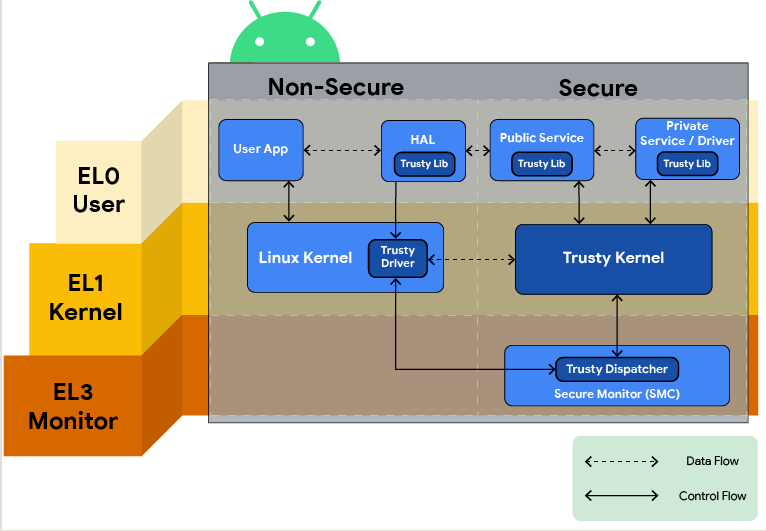 Non-Secure
Secure
EL0
User
User App
HAL
Trusty Lib
Public Service
Trusty Lib
Private
Service / Driver
Trusty Lib
EL1
Kernel
Linux Kernel
Trusty
Driver
Trusty Kernel
EL3
Monitor
Trusty Dispatcher
Secure Monitor (SMC)
Data Flow
Control Flow